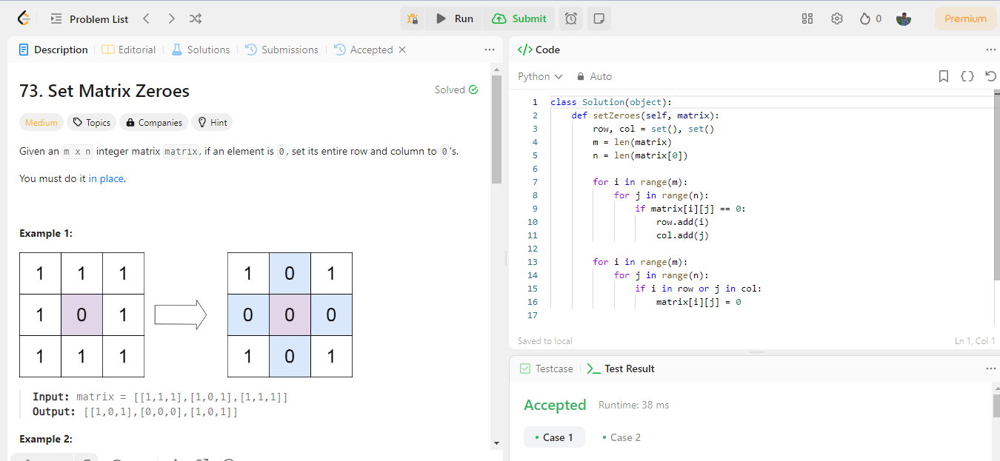 Problem List
Run
Submit
0
Premium
Description
Editorial
Solutions
Submissions
Accepted
73. Set Matrix Zeroes
Solved
Medium
Topics
Companies
Hint
Given an m x n integer matrix matrix, if an element is 0, set its entire row and column to 0's.
You must do it in place.
Example 1:
1 1 1 1 0 1
1 0 1 0 0 0
1 1 1 1 0 1
Input: matrix = [[1,1,1],[1,0,1],[1,1,1]]
Output: [[1,0,1],[0,0,0],[1,0,1]]
Example 2:
</> Code
Python
Auto
1 class Solution(object):
2     def setZeroes(self, matrix):
3         row, col = set(), set()
4         m = len(matrix)
5         n = len(matrix[0])
6
7         for i in range(m):
8             for j in range(n):
9                 if matrix[i][j] == 0:
10                     row.add(i)
11                     col.add(j)
12
13         for i in range(m):
14             for j in range(n):
15                 if i in row or j in col:
16                     matrix[i][j] = 0
17
Saved to local
Ln 1, Col 1
Testcase
Test Result
Accepted Runtime: 38 ms
• Case 1
• Case 2